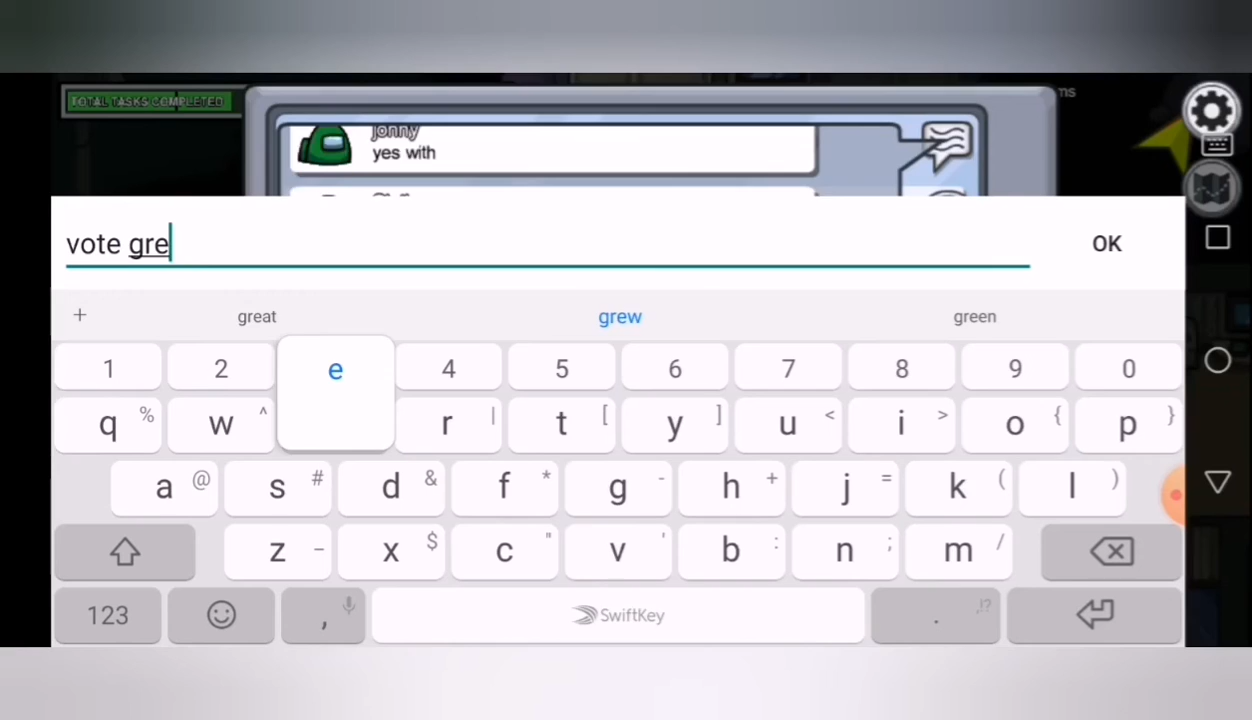 TOTAL TASKS COMPLETED
ms
jonny
yes with
vote gre
OK
+ great grew green
1 2 e 4 5 6 7 8 9 0
q % w ^ r | t [ y ] u < i > o { p }
a @ s # d & f * g - h + j = k ( l )
z _ x $ c " v ' b : n ; m /
123 , SwiftKey . ,!?